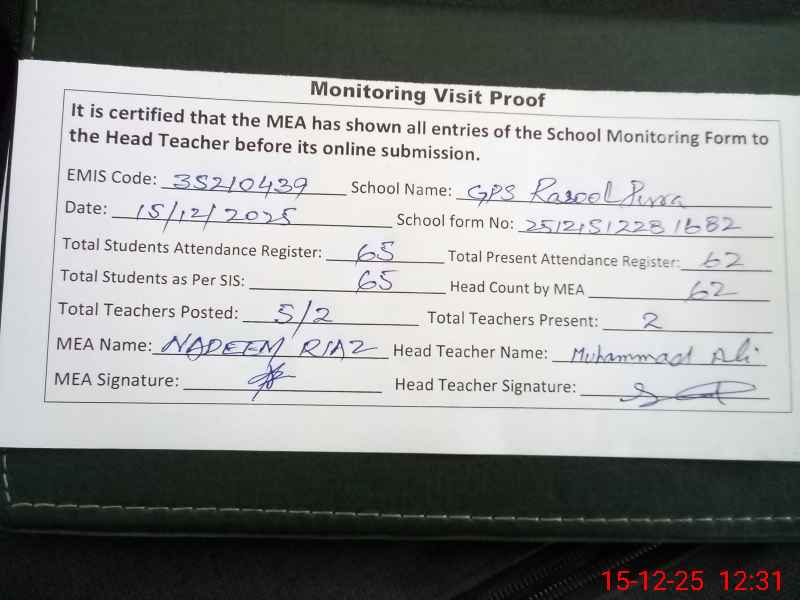 Monitoring Visit Proof
It is certified that the MEA has shown all entries of the School Monitoring Form to
the Head Teacher before its online submission.
EMIS Code: 35210439 School Name: GPS Rasool Pura
Date: 15/12/2025 School form No: 251215122281682
Total Students Attendance Register: 65 Total Present Attendance Register: 62
Total Students as Per SIS: 65 Head Count by MEA 62
Total Teachers Posted: 5/2 Total Teachers Present: 2
MEA Name: NADEEM RIAZ Head Teacher Name: Muhammad Ali
MEA Signature: Head Teacher Signature:
15-12-25 12:31